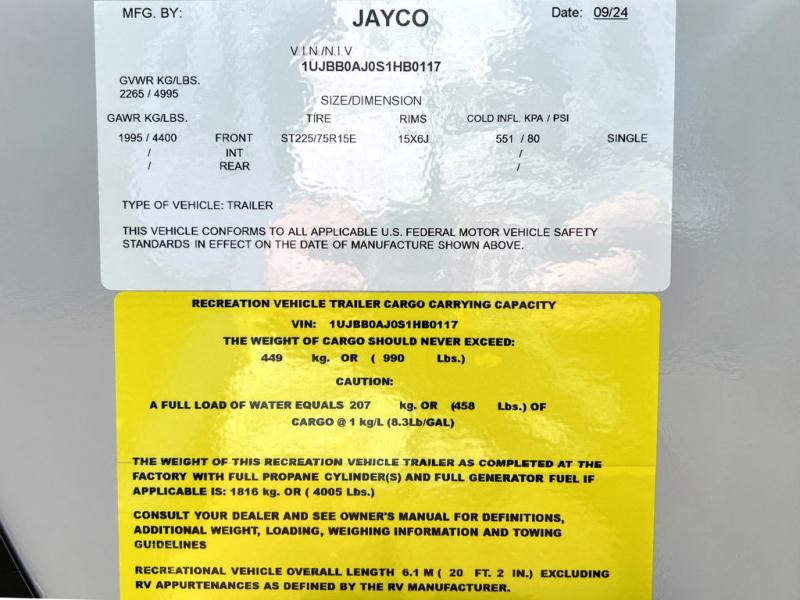 MFG. BY: JAYCO Date: 09/24
V.I.N/N.I.V
1UJBB0AJ0S1HB0117
GVWR KG/LBS.
2265 / 4995
SIZE/DIMENSION
GAWR KG/LBS. TIRE RIMS COLD INFL. KPA / PSI
1995 / 4400 FRONT ST225/75R15E 15X6J 551 / 80 SINGLE
/ INT /
/ REAR /
TYPE OF VEHICLE: TRAILER
THIS VEHICLE CONFORMS TO ALL APPLICABLE U.S. FEDERAL MOTOR VEHICLE SAFETY
STANDARDS IN EFFECT ON THE DATE OF MANUFACTURE SHOWN ABOVE.
RECREATION VEHICLE TRAILER CARGO CARRYING CAPACITY
VIN: 1UJBB0AJ0S1HB0117
THE WEIGHT OF CARGO SHOULD NEVER EXCEED:
449 kg. OR ( 990 Lbs.)
CAUTION:
A FULL LOAD OF WATER EQUALS 207 kg. OR (458 Lbs.) OF
CARGO @ 1 kg/L (8.3Lb/GAL)
THE WEIGHT OF THIS RECREATION VEHICLE TRAILER AS COMPLETED AT THE
FACTORY WITH FULL PROPANE CYLINDER(S) AND FULL GENERATOR FUEL IF
APPLICABLE IS: 1816 kg. OR ( 4005 Lbs.)
CONSULT YOUR DEALER AND SEE OWNER'S MANUAL FOR DEFINITIONS,
ADDITIONAL WEIGHT, LOADING, WEIGHING INFORMATION AND TOWING
GUIDELINES
RECREATIONAL VEHICLE OVERALL LENGTH 6.1 M ( 20 FT. 2 IN.) EXCLUDING
RV APPURTENANCES AS DEFINED BY THE RV MANUFACTURER.